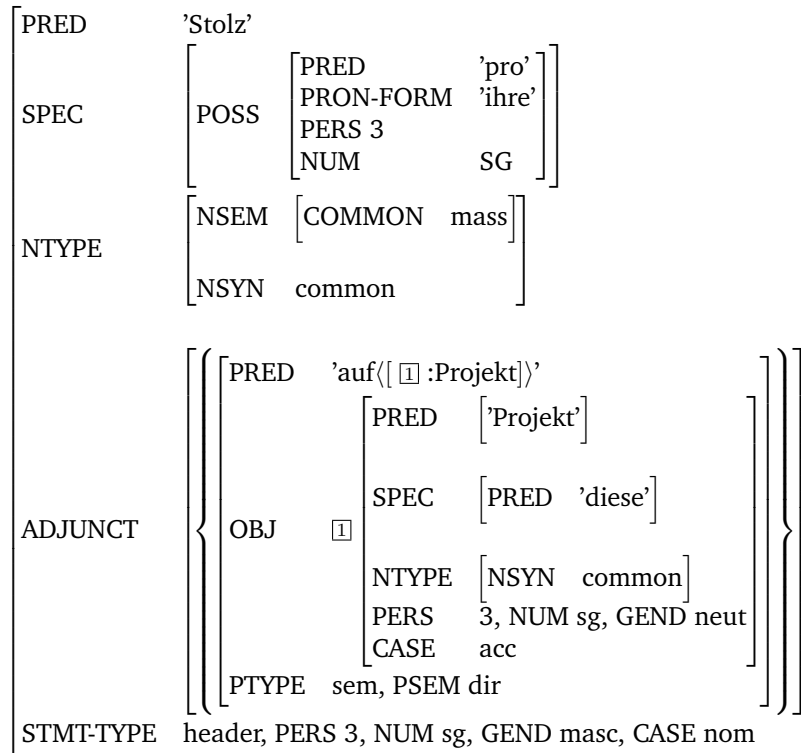 PRED ’Stolz’
SPEC POSS PRED ’pro’
PRON-FORM ’ihre’
PERS 3
NUM SG
NTYPE NSEM COMMON mass
NSYN common
ADJUNCT PRED ’auf⟨[ 1 :Projekt]⟩’
OBJ 1 PRED ’Projekt’
SPEC PRED ’diese’
NTYPE NSYN common
PERS 3, NUM sg, GEND neut
CASE acc
PTYPE sem, PSEM dir
STMT-TYPE header, PERS 3, NUM sg, GEND masc, CASE nom